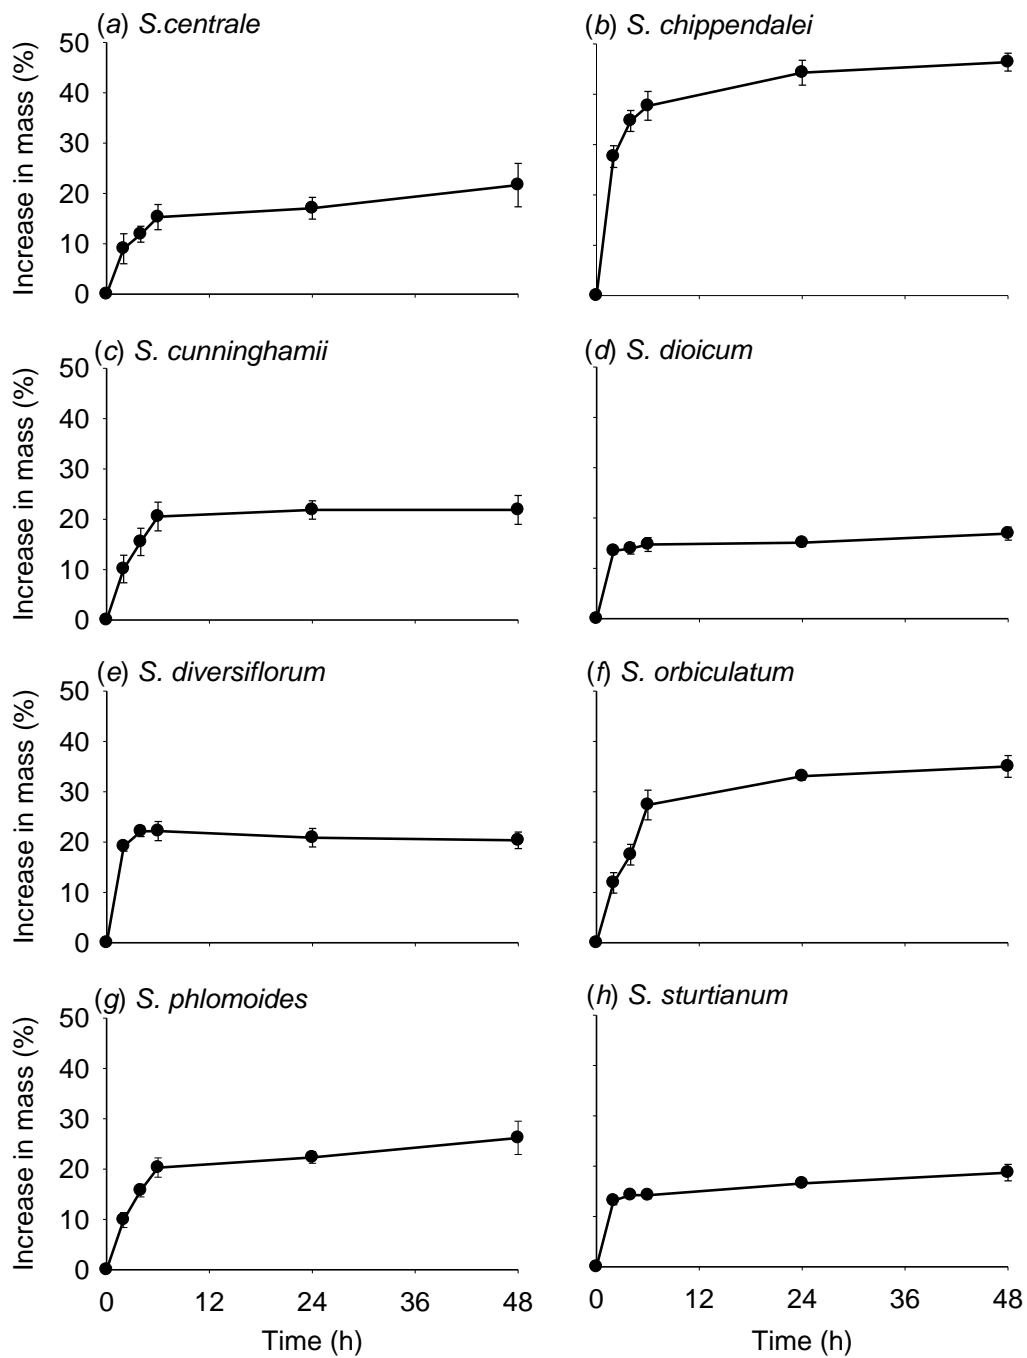 (a) S.centrale
(b) S. chippendalei
Increase in mass (%)
50
40
30
20
10
0
(c) S. cunninghamii
(d) S. dioicum
Increase in mass (%)
50
40
30
20
10
0
(e) S. diversiflorum
(f) S. orbiculatum
Increase in mass (%)
50
40
30
20
10
0
(g) S. phlomoides
(h) S. sturtianum
Increase in mass (%)
50
40
30
20
10
0
0 12 24 36 48
0 12 24 36 48
Time (h)
Time (h)